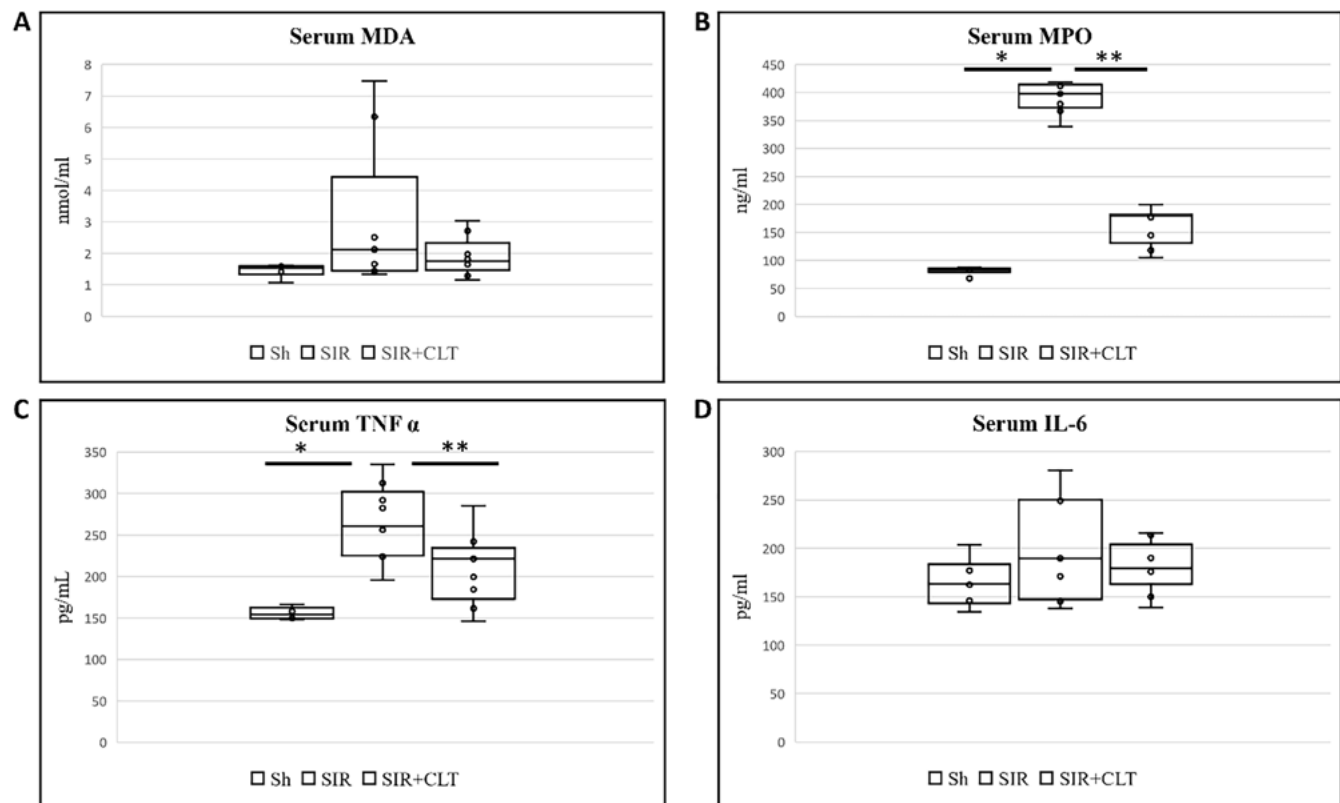 A
Serum MDA
8
7
6
5
4
3
2
1
0
nmol/ml
Sh SIR SIR+CLT
B
Serum MPO
* **
450
400
350
300
250
200
150
100
50
0
ng/ml
Sh SIR SIR+CLT
C
Serum TNF α
* **
350
300
250
200
150
100
50
0
pg/mL
Sh SIR SIR+CLT
D
Serum IL-6
300
250
200
150
100
50
0
pg/ml
Sh SIR SIR+CLT